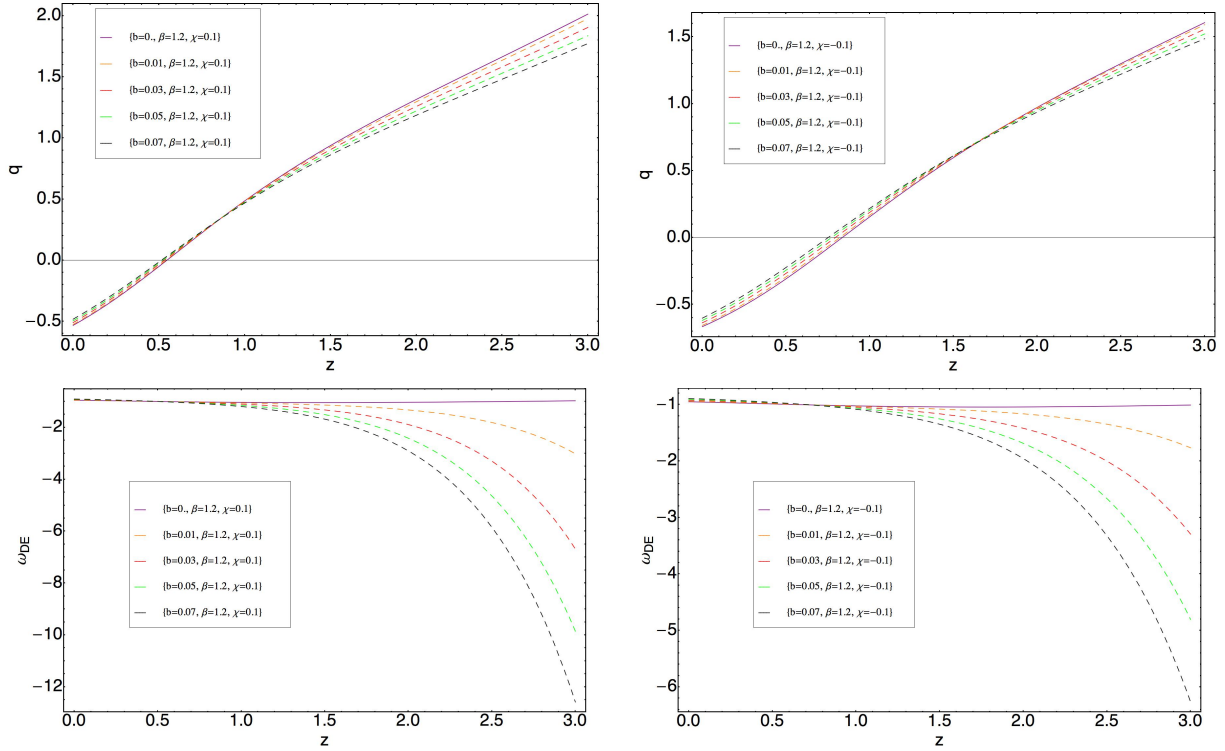 2.0
1.5
1.0
0.5
0.0
−0.5
q
{b=0., β=1.2, χ=0.1}
{b=0.01, β=1.2, χ=0.1}
{b=0.03, β=1.2, χ=0.1}
{b=0.05, β=1.2, χ=0.1}
{b=0.07, β=1.2, χ=0.1}
0.0 0.5 1.0 1.5 2.0 2.5 3.0
z
1.5
1.0
0.5
0.0
−0.5
q
{b=0., β=1.2, χ=−0.1}
{b=0.01, β=1.2, χ=−0.1}
{b=0.03, β=1.2, χ=−0.1}
{b=0.05, β=1.2, χ=−0.1}
{b=0.07, β=1.2, χ=−0.1}
0.0 0.5 1.0 1.5 2.0 2.5 3.0
z
−2
−4
−6
−8
−10
−12
ωDE
{b=0., β=1.2, χ=0.1}
{b=0.01, β=1.2, χ=0.1}
{b=0.03, β=1.2, χ=0.1}
{b=0.05, β=1.2, χ=0.1}
{b=0.07, β=1.2, χ=0.1}
0.0 0.5 1.0 1.5 2.0 2.5 3.0
z
−1
−2
−3
−4
−5
−6
ωDE
{b=0., β=1.2, χ=−0.1}
{b=0.01, β=1.2, χ=−0.1}
{b=0.03, β=1.2, χ=−0.1}
{b=0.05, β=1.2, χ=−0.1}
{b=0.07, β=1.2, χ=−0.1}
0.0 0.5 1.0 1.5 2.0 2.5 3.0
z